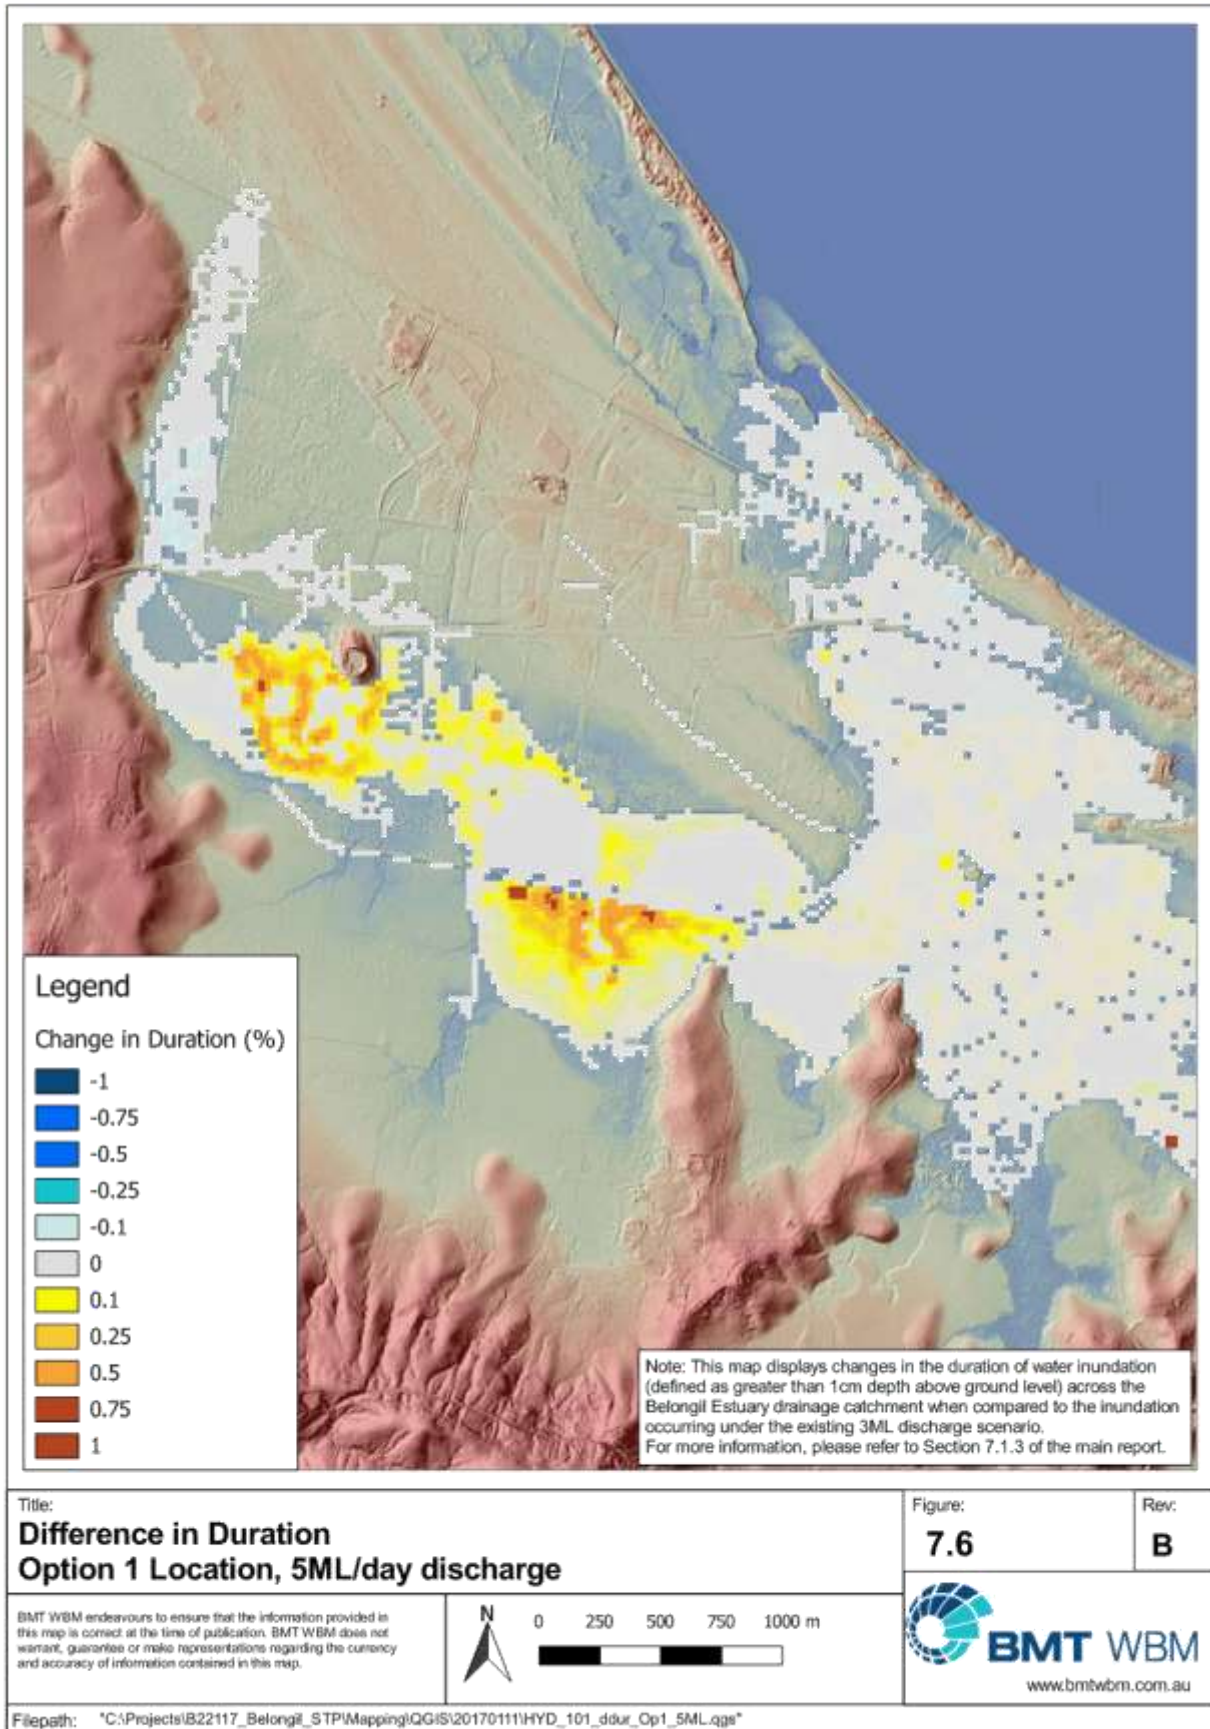 Legend
Change in Duration (%)
-1
-0.75
-0.5
-0.25
-0.1
0
0.1
0.25
0.5
0.75
1
Note: This map displays changes in the duration of water inundation
(defined as greater than 1cm depth above ground level) across the
Belongil Estuary drainage catchment when compared to the inundation
occurring under the existing 3ML discharge scenario.
For more information, please refer to Section 7.1.3 of the main report.
Title:
Difference in Duration
Option 1 Location, 5ML/day discharge
Figure:
7.6
Rev:
B
BMT WBM endeavours to ensure that the information provided in
this map is correct at the time of publication. BMT WBM does not
warrant, guarantee or make representations regarding the currency
and accuracy of information contained in this map.
N
0 250 500 750 1000 m
BMT WBM
www.bmtwbm.com.au
Filepath: "C:\Projects\B22117_Belongil_STP\Mapping\QGIS\20170111\HYD_101_ddur_Op1_5ML.qgs"